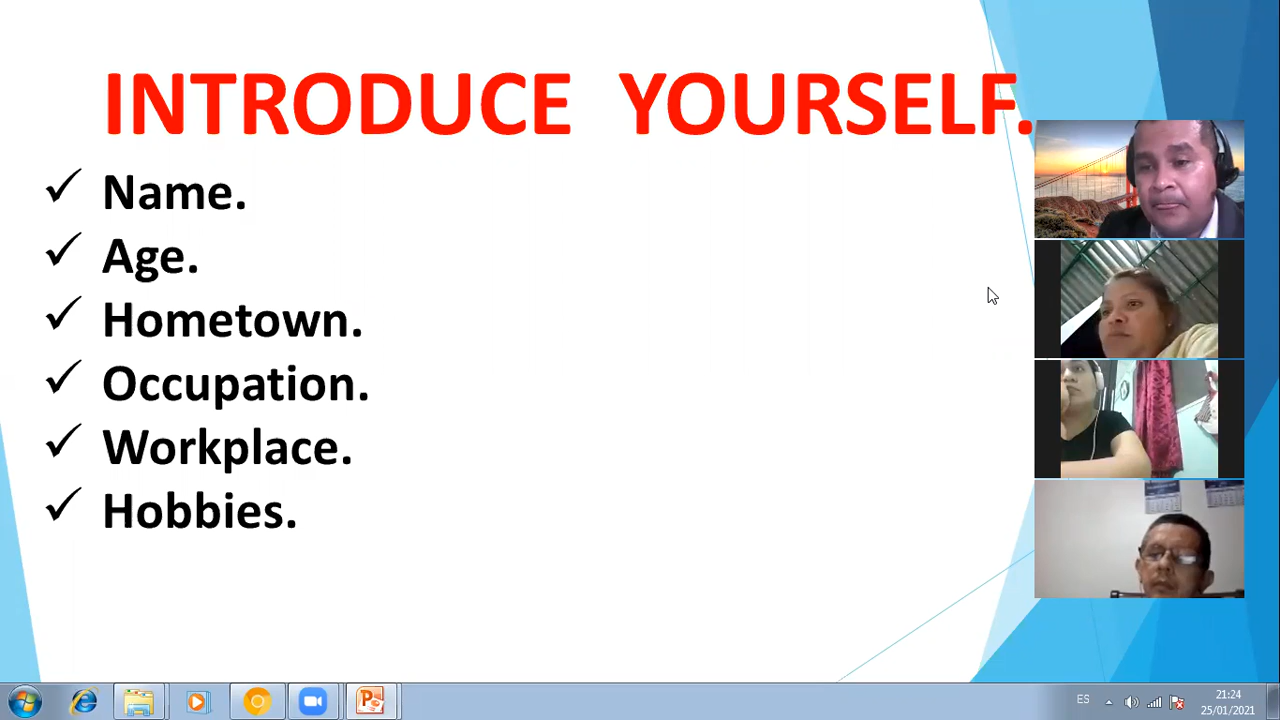 INTRODUCE YOURSELF.
✓ Name.
✓ Age.
✓ Hometown.
✓ Occupation.
✓ Workplace.
✓ Hobbies.
ES
21:24
25/01/2021